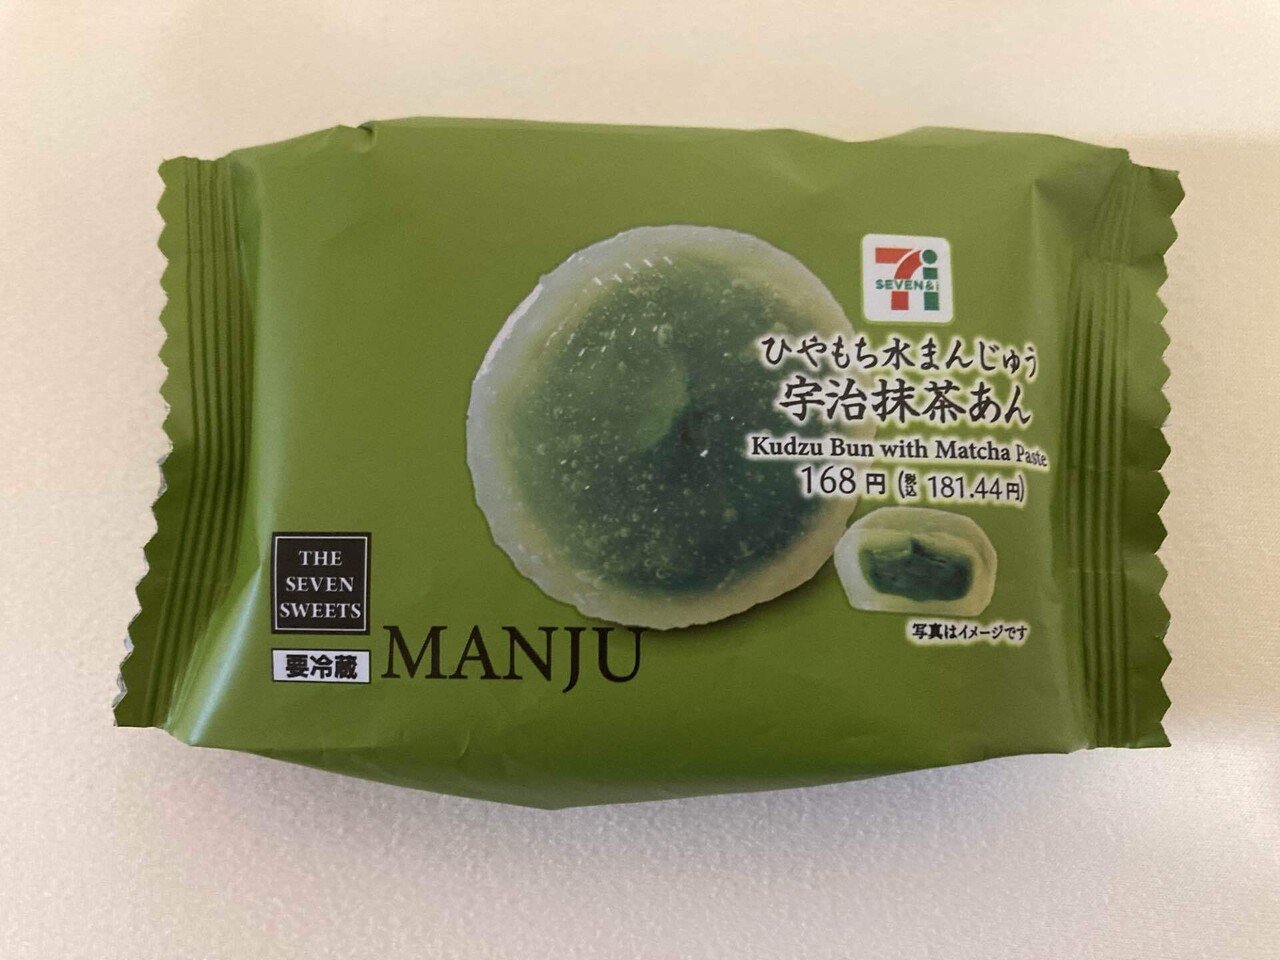 7i
SEVEN&i
ひやもち水まんじゅう
宇治抹茶あん
Kudzu Bun with Matcha Paste
168円 (税込 181.44円)
写真はイメージです
THE
SEVEN
SWEETS
要冷蔵
MANJU